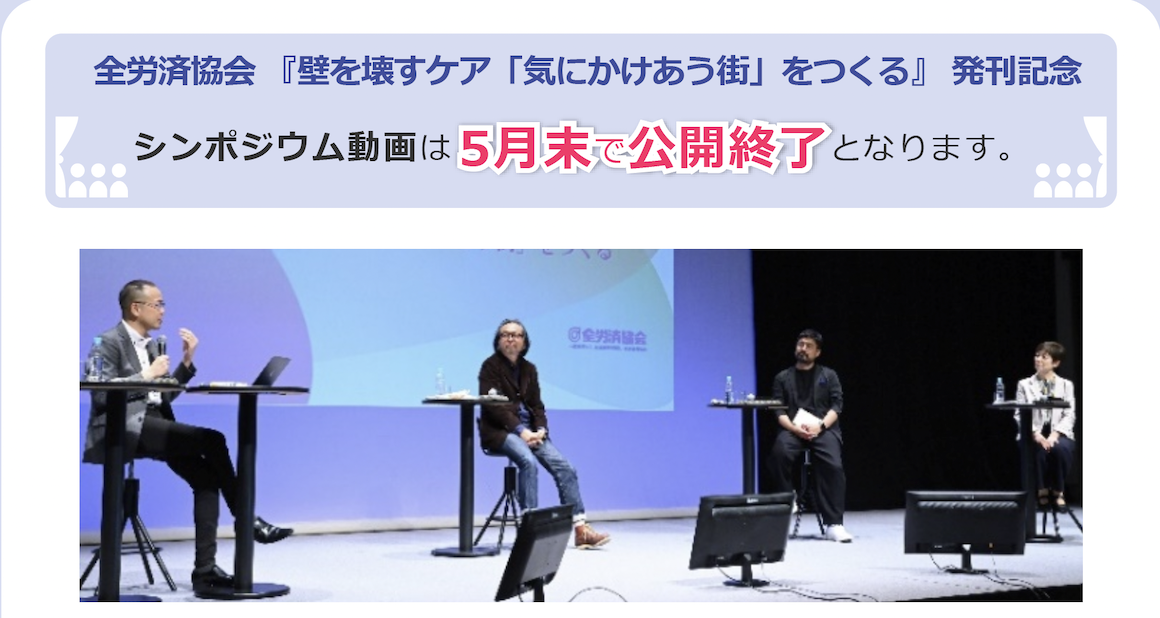 全労済協会 『壁を壊すケア「気にかけあう街」をつくる』 発刊記念
シンポジウム動画は5月末で公開終了となります。
をつくる
全労済協会